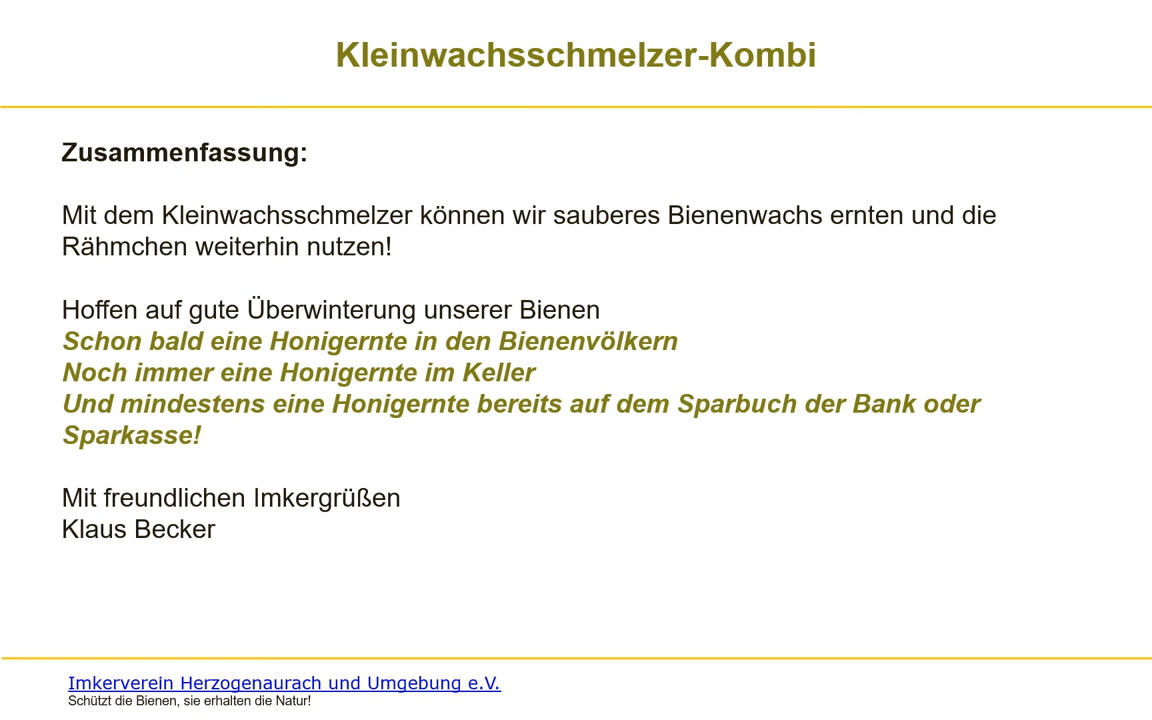 Kleinwachsschmelzer-Kombi
Zusammenfassung:
Mit dem Kleinwachsschmelzer können wir sauberes Bienenwachs ernten und die
Rähmchen weiterhin nutzen!
Hoffen auf gute Überwinterung unserer Bienen
Schon bald eine Honigernte in den Bienenvölkern
Noch immer eine Honigernte im Keller
Und mindestens eine Honigernte bereits auf dem Sparbuch der Bank oder
Sparkasse!
Mit freundlichen Imkergrüßen
Klaus Becker
Imkerverein Herzogenaurach und Umgebung e.V.
Schützt die Bienen, sie erhalten die Natur!